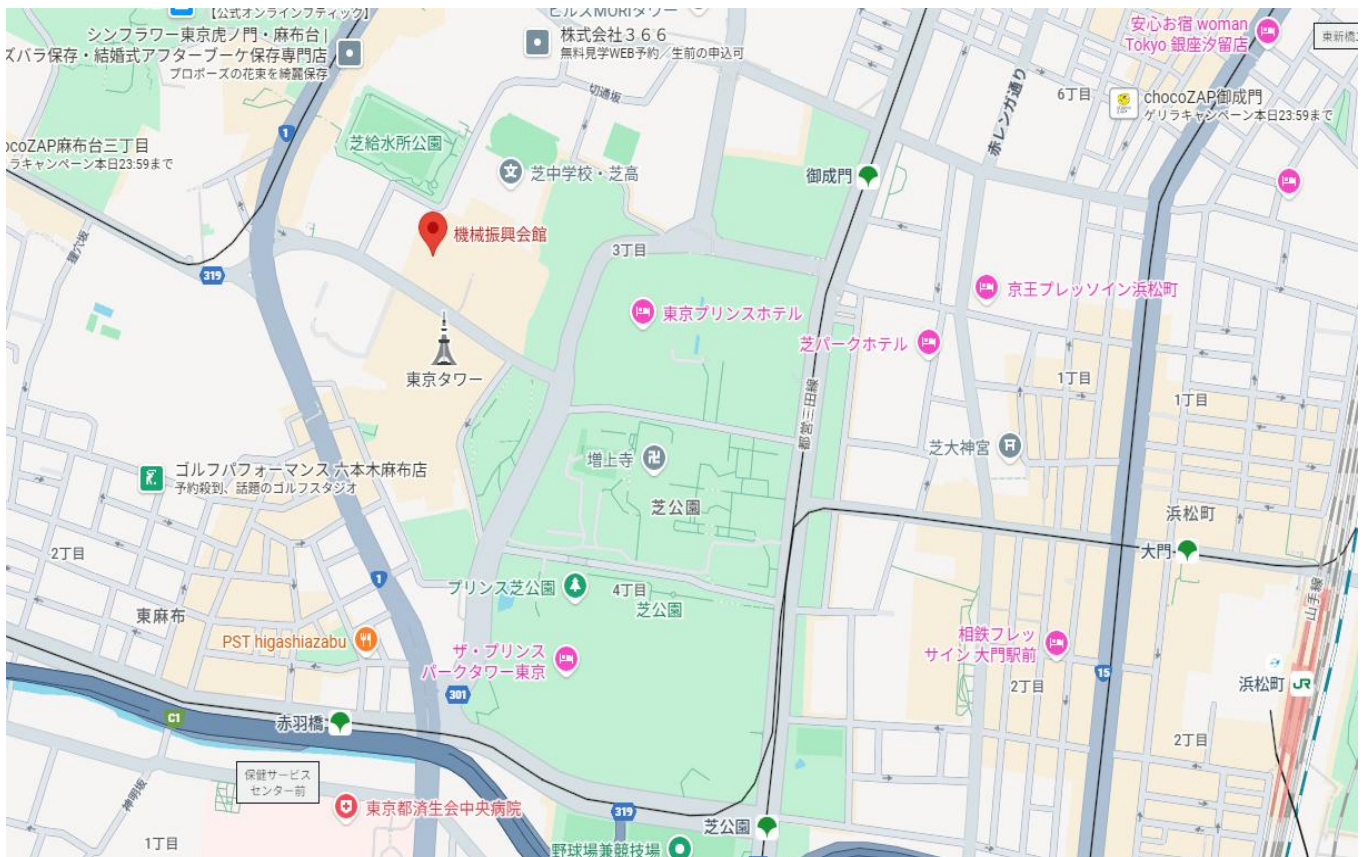 【公式オンラインブティック】
シンフラワー東京虎ノ門・麻布台 |
ズバラ保存・結婚式アフターブーケ保存専門店
プロポーズの花束を綺麗保存
ヒルズMORIタワー
株式会社366
無料見学WEB予約／生前の申込可
安心お宿 woman
Tokyo 銀座汐留店
切通坂
赤レンガ通り
6丁目
chocoZAP御成門
ゲリラキャンペーン本日23:59まで
1
ocoZAP麻布台三丁目
ラキャンペーン本日23:59まで
芝給水所公園
文
芝中学校・芝高
御成門
機械振興会館
狸穴坂
319
3丁目
京王プレッソイン浜松町
東京プリンスホテル
芝パークホテル
東京タワー
都営三田線
1丁目
1丁目
芝大神宮
増上寺
芝公園
ゴルフパフォーマンス 六本木麻布店
予約殺到、話題のゴルフスタジオ
浜松町
大門
2丁目
1
プリンス芝公園
4丁目
芝公園
山手線
東麻布
PST higashiazabu
相鉄フレッ
サイン 大門駅前
ザ・プリンス
パークタワー東京
301
15
2丁目
浜松町
JR
C1
赤羽橋
2丁目
保健サービス
センター前
神明坂
東京都済生会中央病院
319
芝公園
1丁目
野球場兼競技場